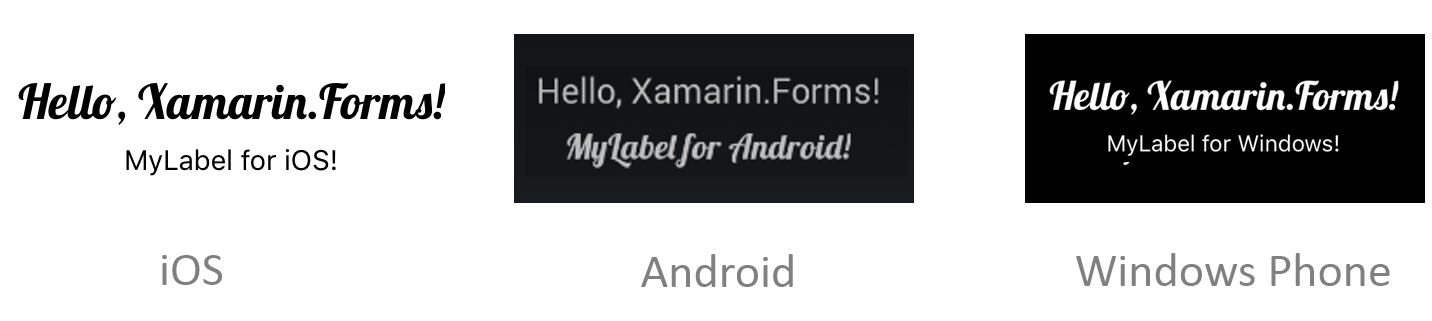 Hello, Xamarin.Forms!
MyLabel for iOS!
iOS
Hello, Xamarin.Forms!
MyLabel for Android!
Android
Hello, Xamarin.Forms!
MyLabel for Windows!
Windows Phone